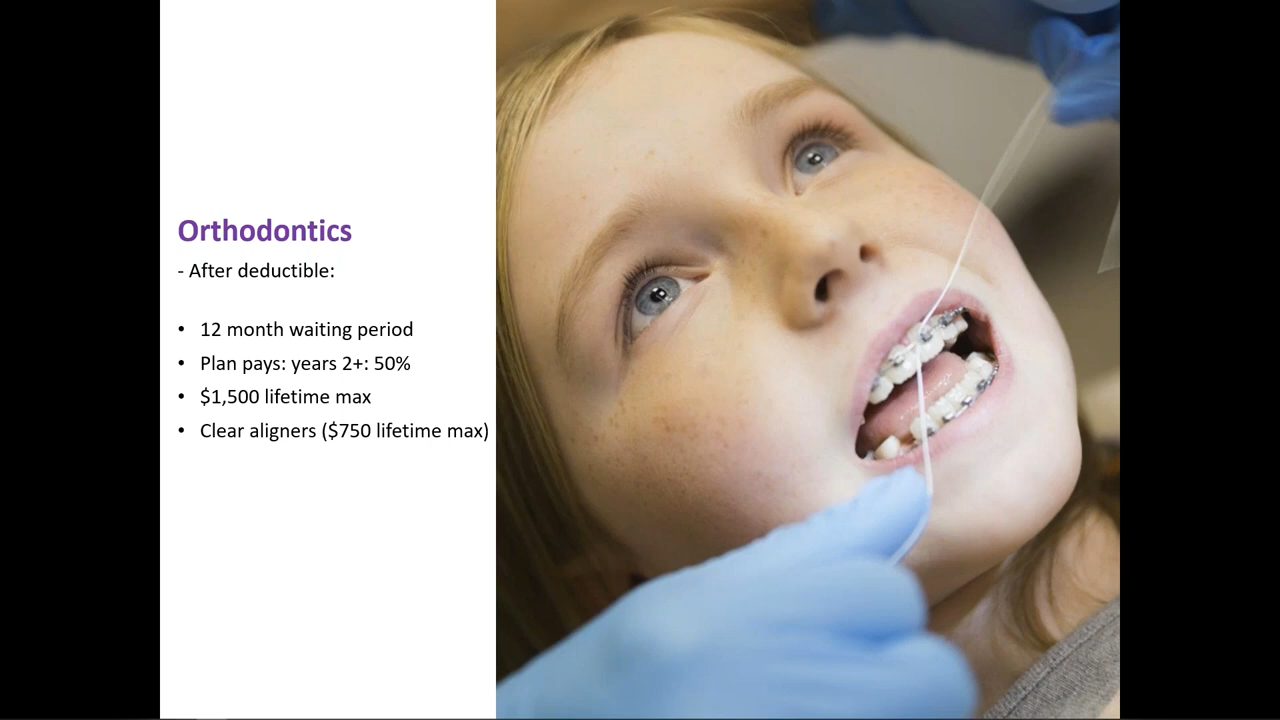 Orthodontics
- After deductible:
• 12 month waiting period
• Plan pays: years 2+: 50%
• $1,500 lifetime max
• Clear aligners ($750 lifetime max)